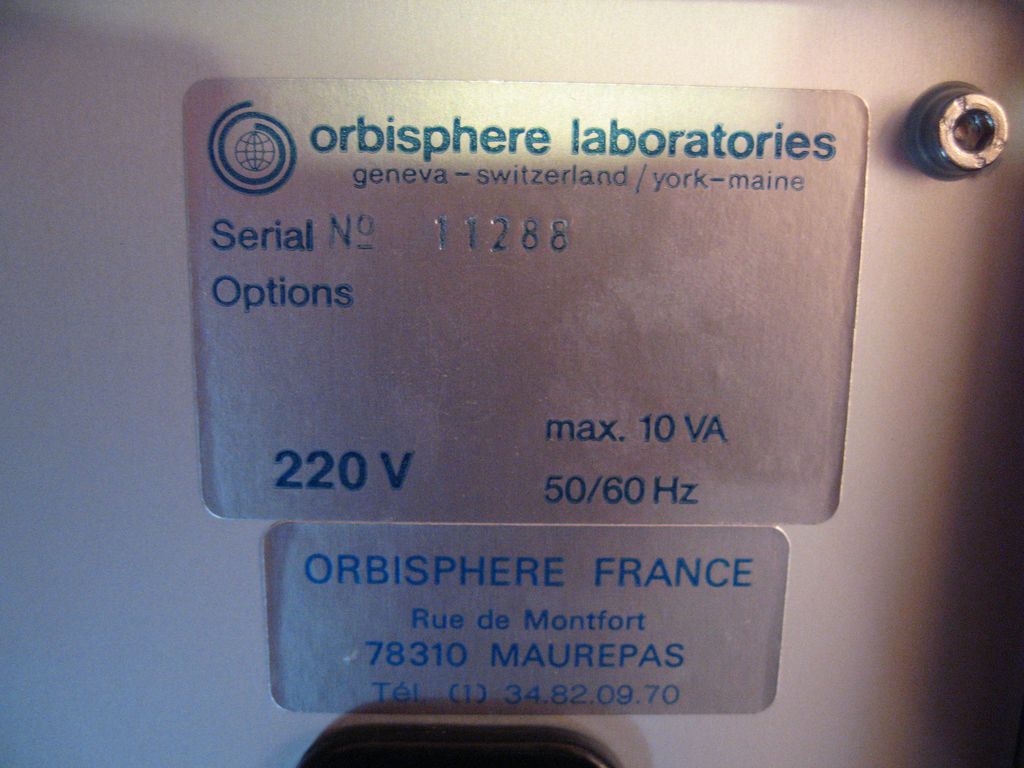 orbisphere laboratories
geneva – switzerland / york – maine
Serial Nº 11288
Options
220 V
max. 10 VA
50/60 Hz
ORBISPHERE FRANCE
Rue de Montfort
78310 MAUREPAS
Tél. (1) 34.82.09.70